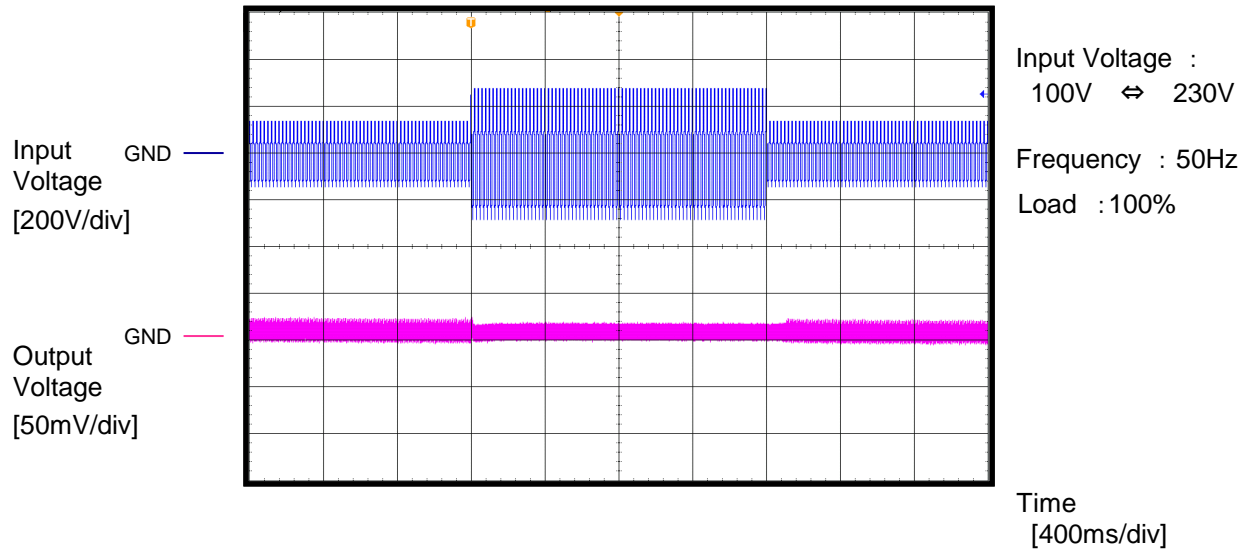 T
Input Voltage :
100V ⇔ 230V
Input
Voltage
[200V/div]
GND
Frequency : 50Hz
Load :100%
GND
Output
Voltage
[50mV/div]
Time
[400ms/div]